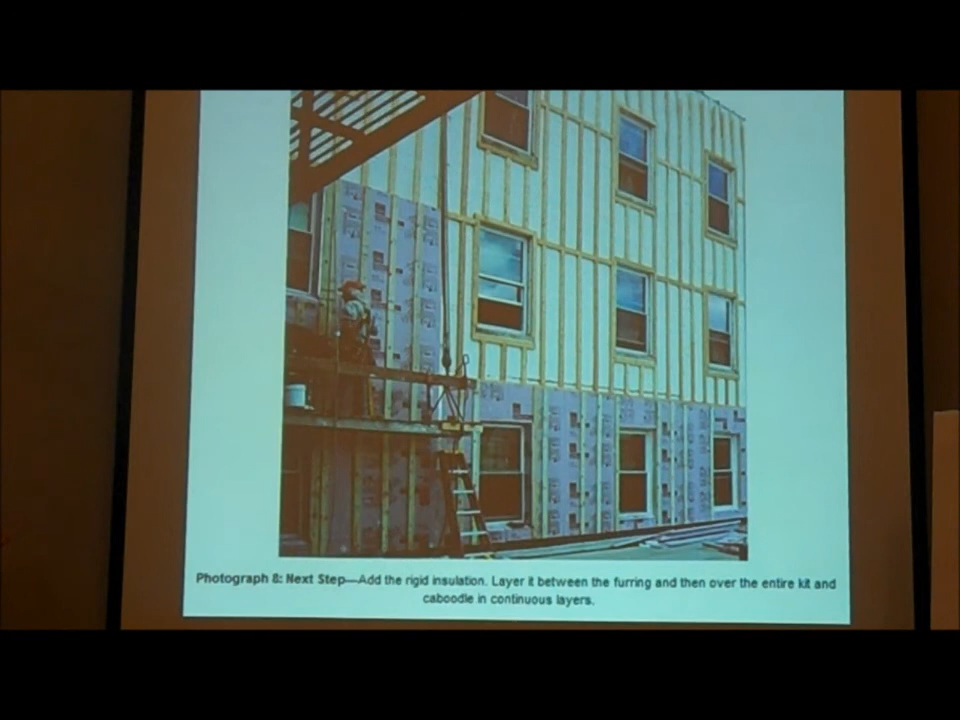 Photograph 8: Next Step—Add the rigid insulation. Layer it between the furring and then over the entire kit and
caboodle in continuous layers.